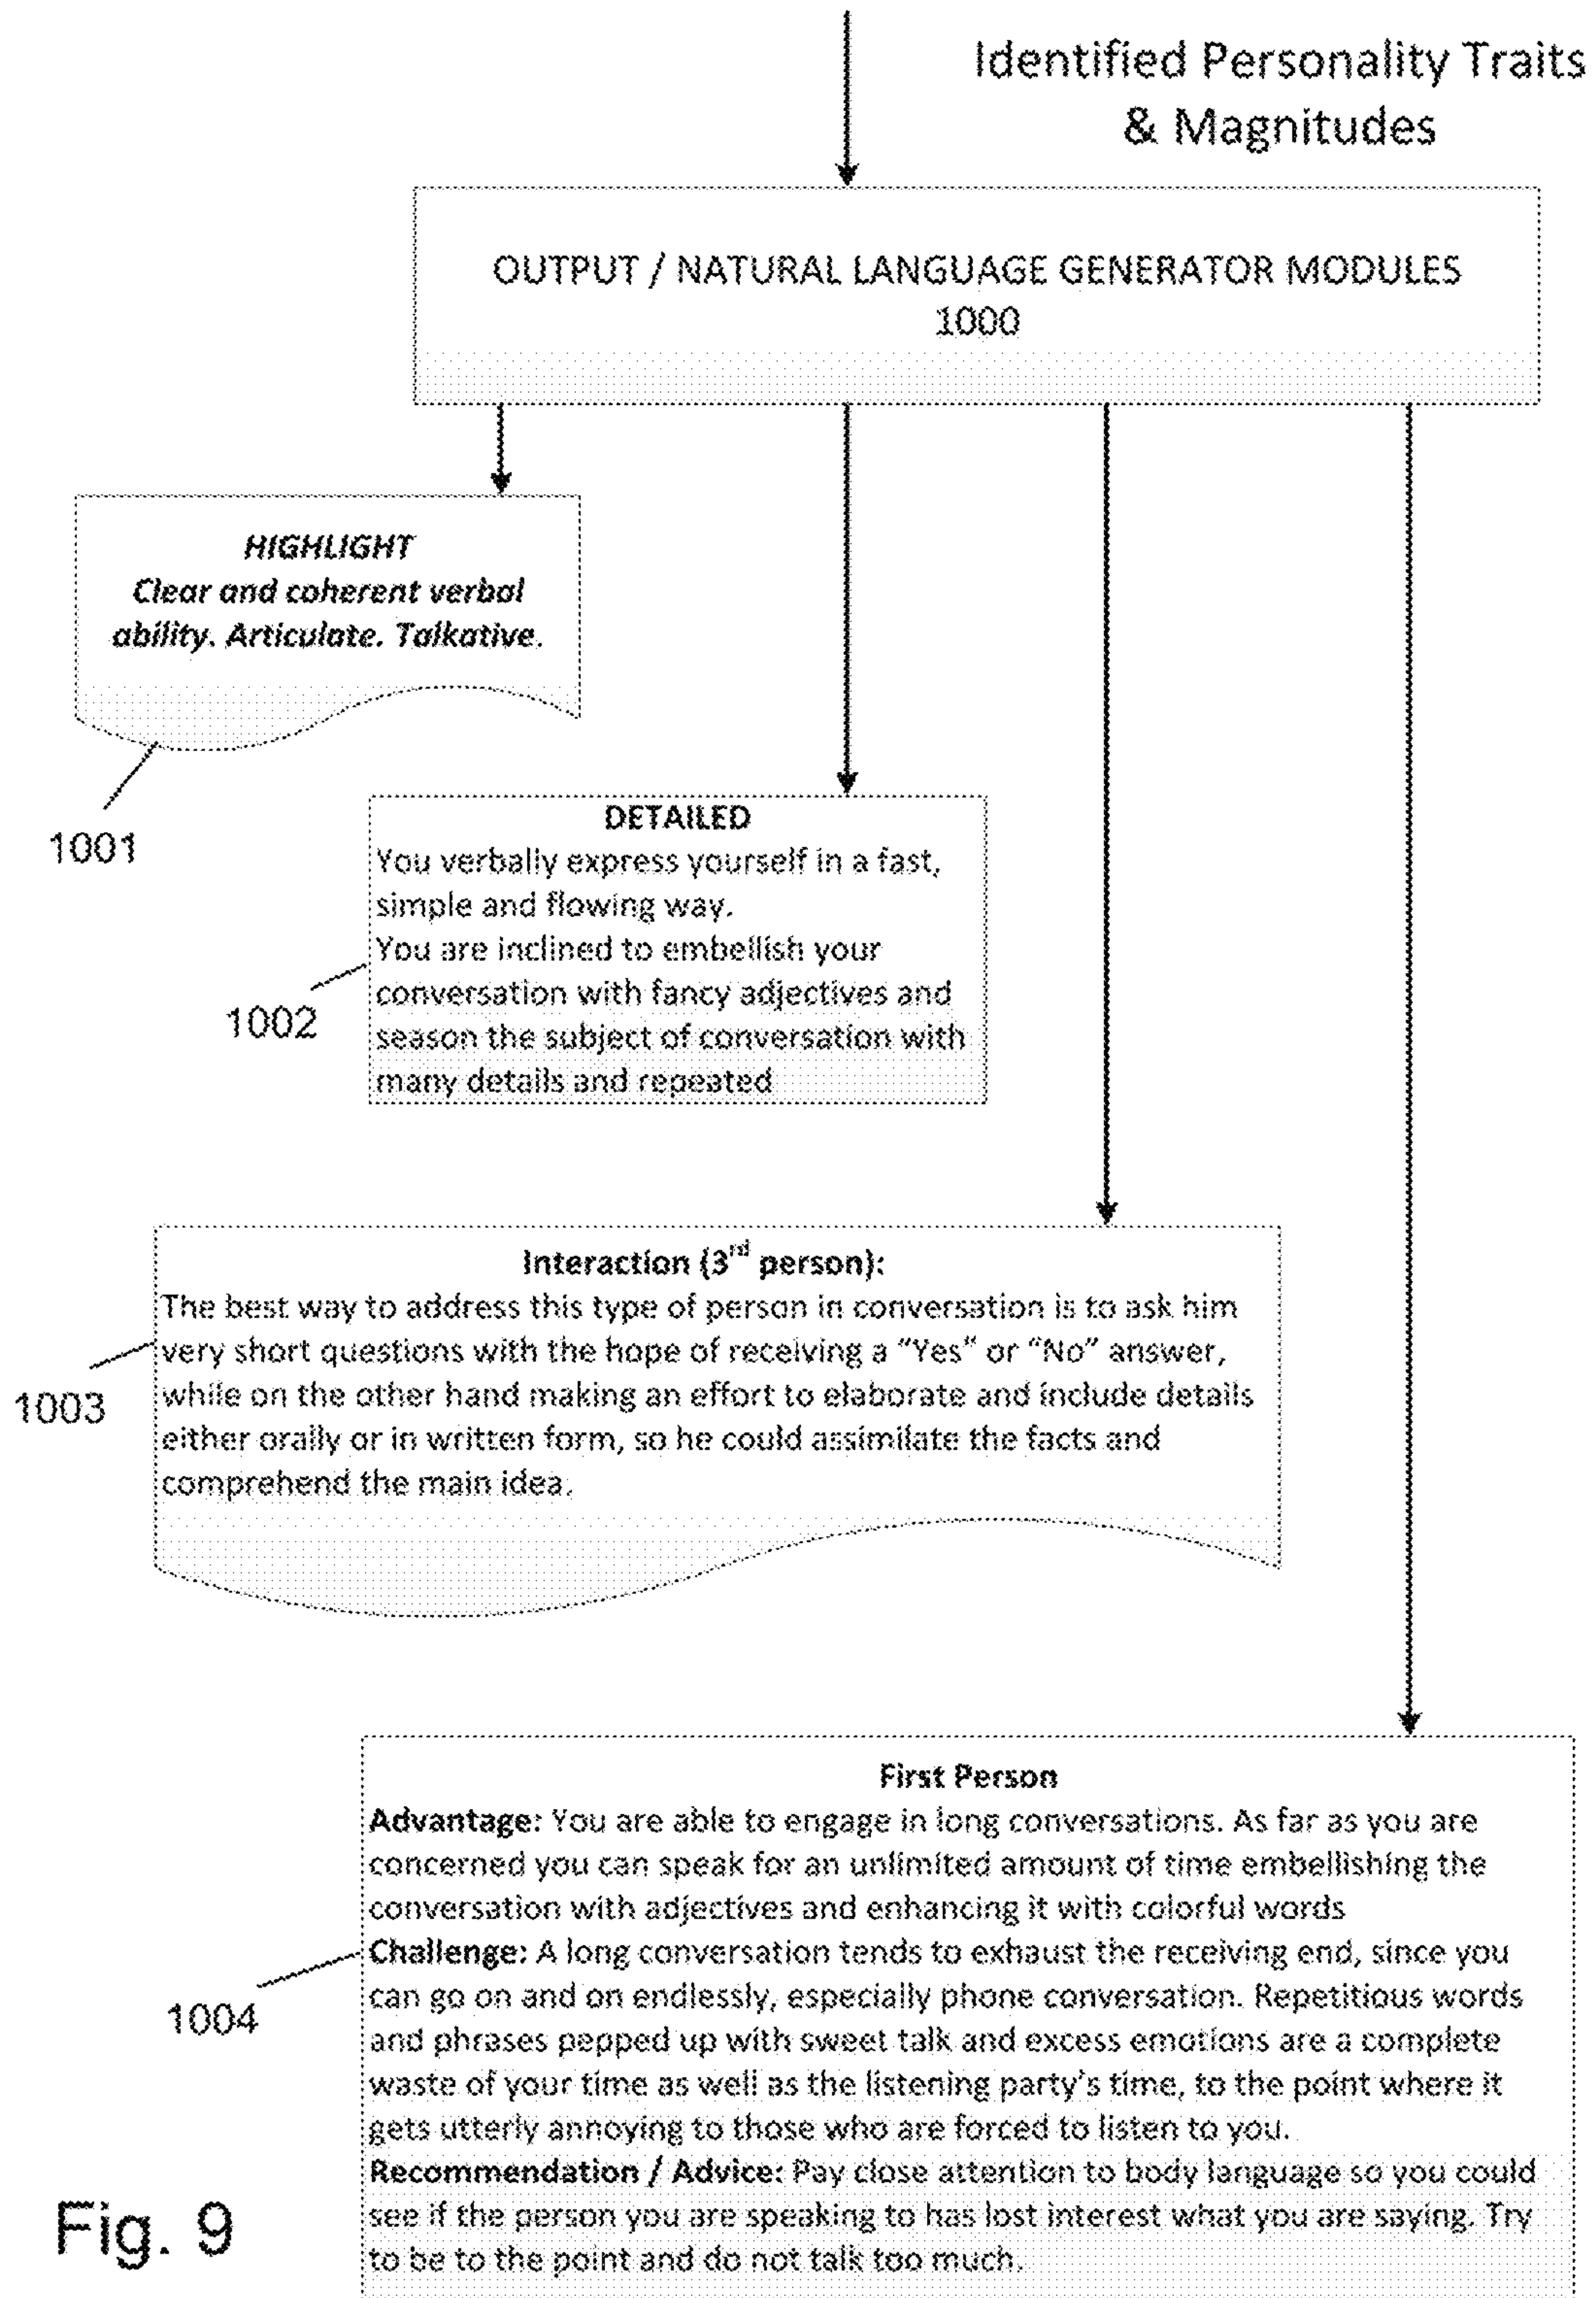 Identified Personality Traits
& Magnitudes
OUTPUT / NATURAL LANGUAGE GENERATOR MODULES
1000
HIGHLIGHT
Clear and coherent verbal
ability. Articulate. Talkative.
1001
DETAILED
You verbally express yourself in a fast,
simple and flowing way.
You are inclined to embellish your
conversation with fancy adjectives and
season the subject of conversation with
many details and repeated
1002
Interaction (3rd person):
The best way to address this type of person in conversation is to ask him
very short questions with the hope of receiving a "Yes" or "No" answer,
while on the other hand making an effort to elaborate and include details
either orally or in written form, so he could assimilate the facts and
comprehend the main idea.
1003
First Person
Advantage: You are able to engage in long conversations. As far as you are
concerned you can speak for an unlimited amount of time embellishing the
conversation with adjectives and enhancing it with colorful words
Challenge: A long conversation tends to exhaust the receiving end, since you
can go on and on endlessly, especially phone conversation. Repetitious words
and phrases pepped up with sweet talk and excess emotions are a complete
waste of your time as well as the listening party's time, to the point where it
gets utterly annoying to those who are forced to listen to you.
Recommendation / Advice: Pay close attention to body language so you could
see if the person you are speaking to has lost interest what you are saying. Try
to be to the point and do not talk too much.
1004
Fig. 9